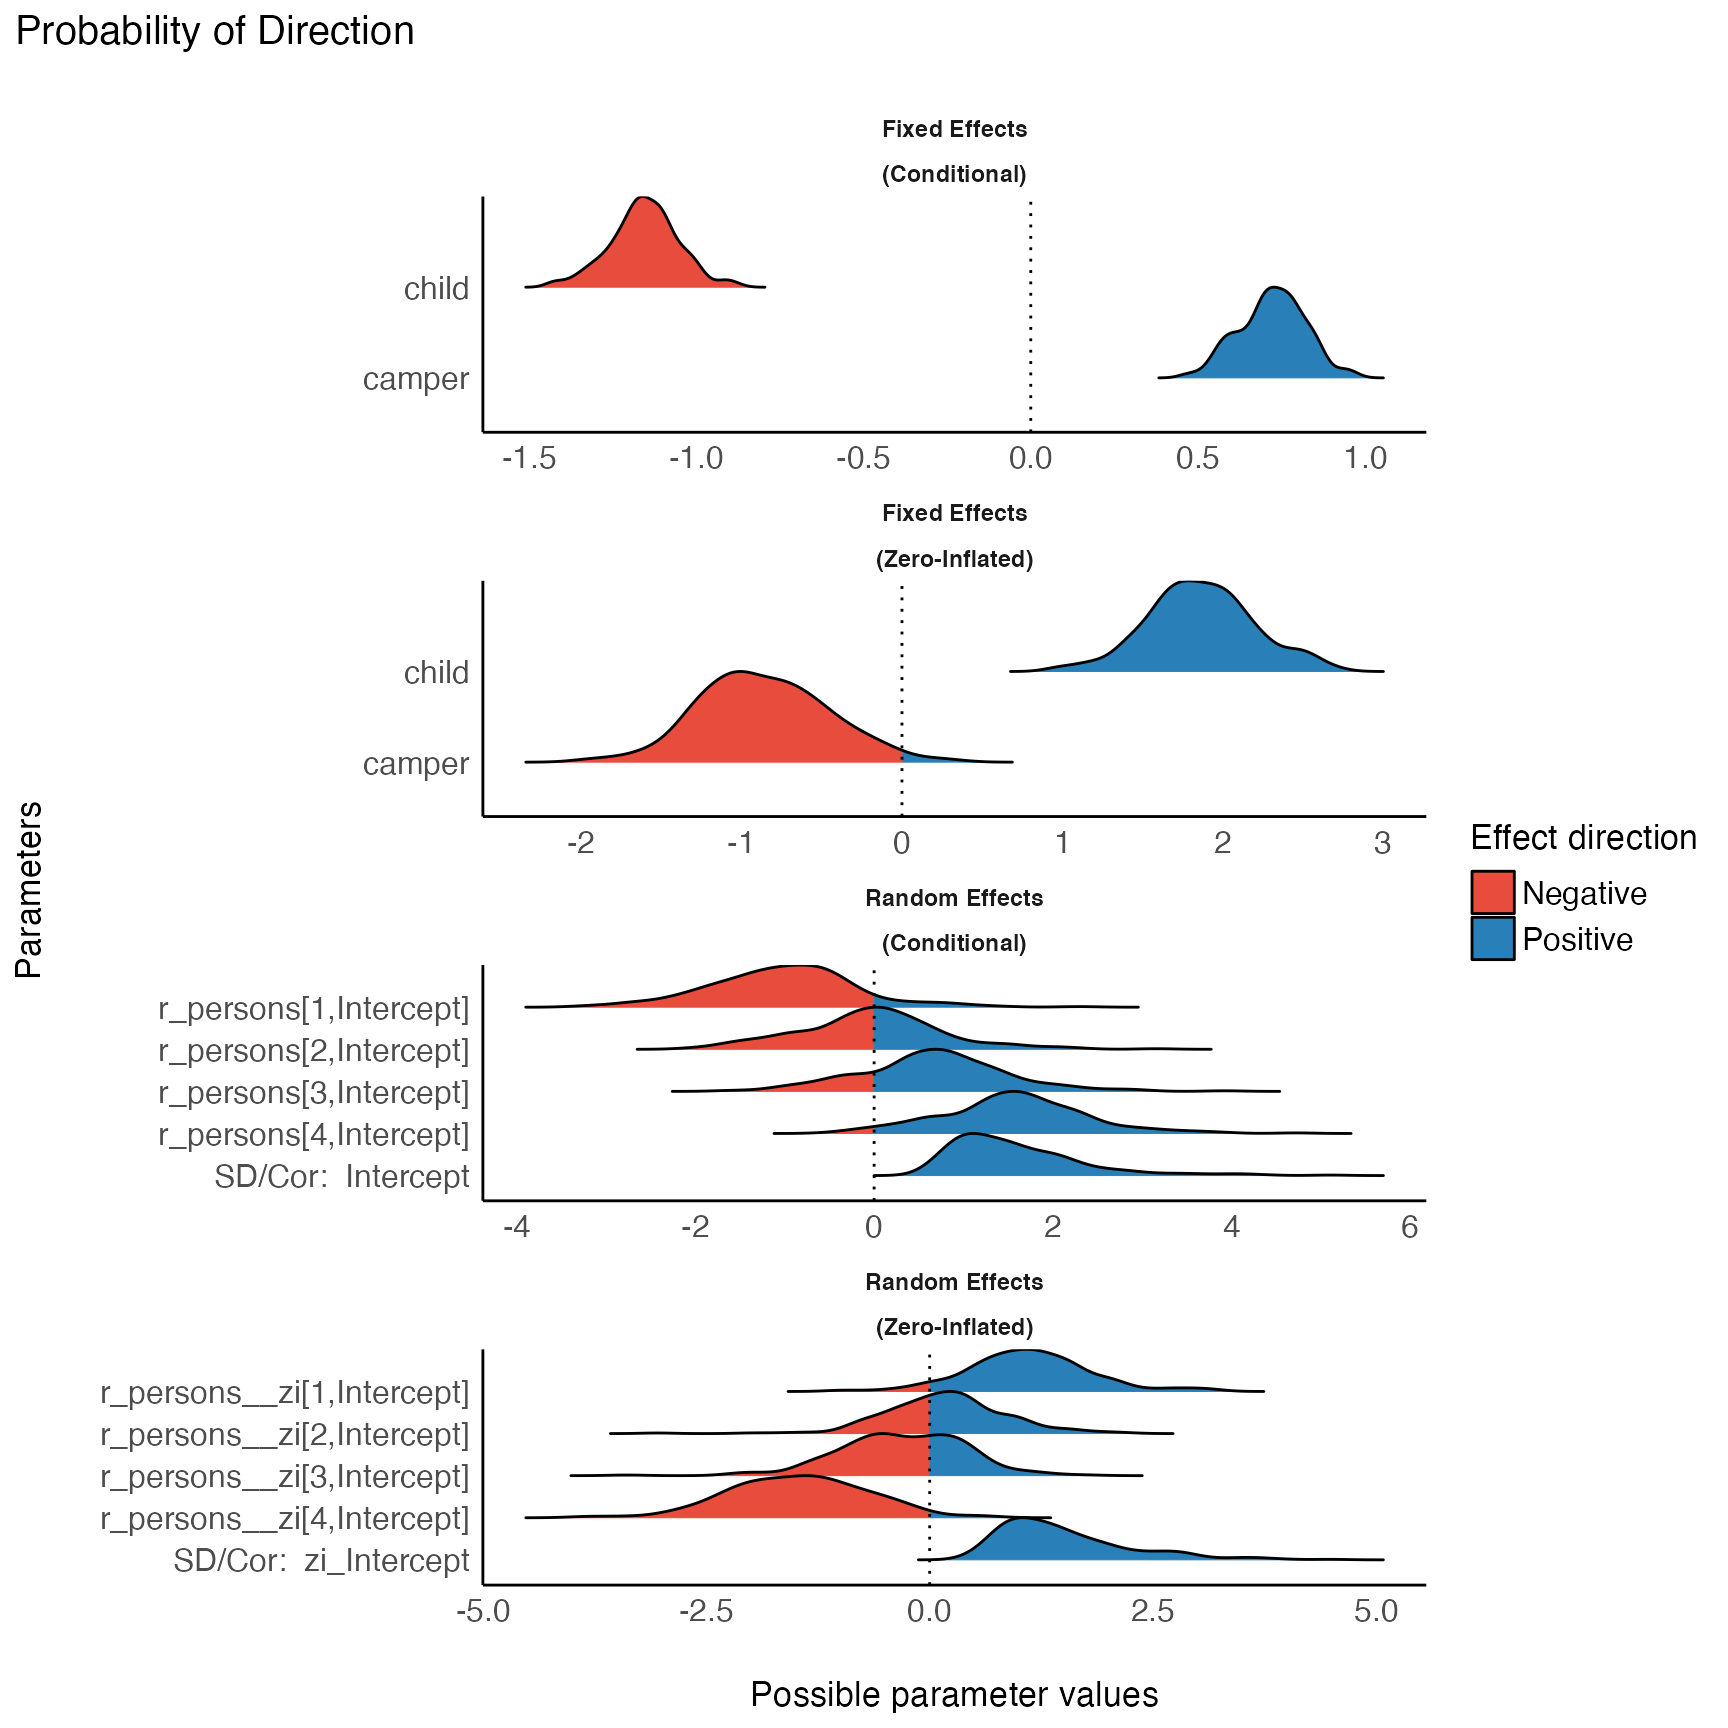 Probability of Direction
Fixed Effects
(Conditional)
child
camper
-1.5 -1.0 -0.5 0.0 0.5 1.0
Fixed Effects
(Zero-Inflated)
child
camper
-2 -1 0 1 2 3
Random Effects
(Conditional)
r_persons[1,Intercept]
r_persons[2,Intercept]
r_persons[3,Intercept]
r_persons[4,Intercept]
SD/Cor: Intercept
-4 -2 0 2 4 6
Random Effects
(Zero-Inflated)
r_persons__zi[1,Intercept]
r_persons__zi[2,Intercept]
r_persons__zi[3,Intercept]
r_persons__zi[4,Intercept]
SD/Cor: zi_Intercept
-5.0 -2.5 0.0 2.5 5.0
Possible parameter values
Parameters
Effect direction
Negative
Positive